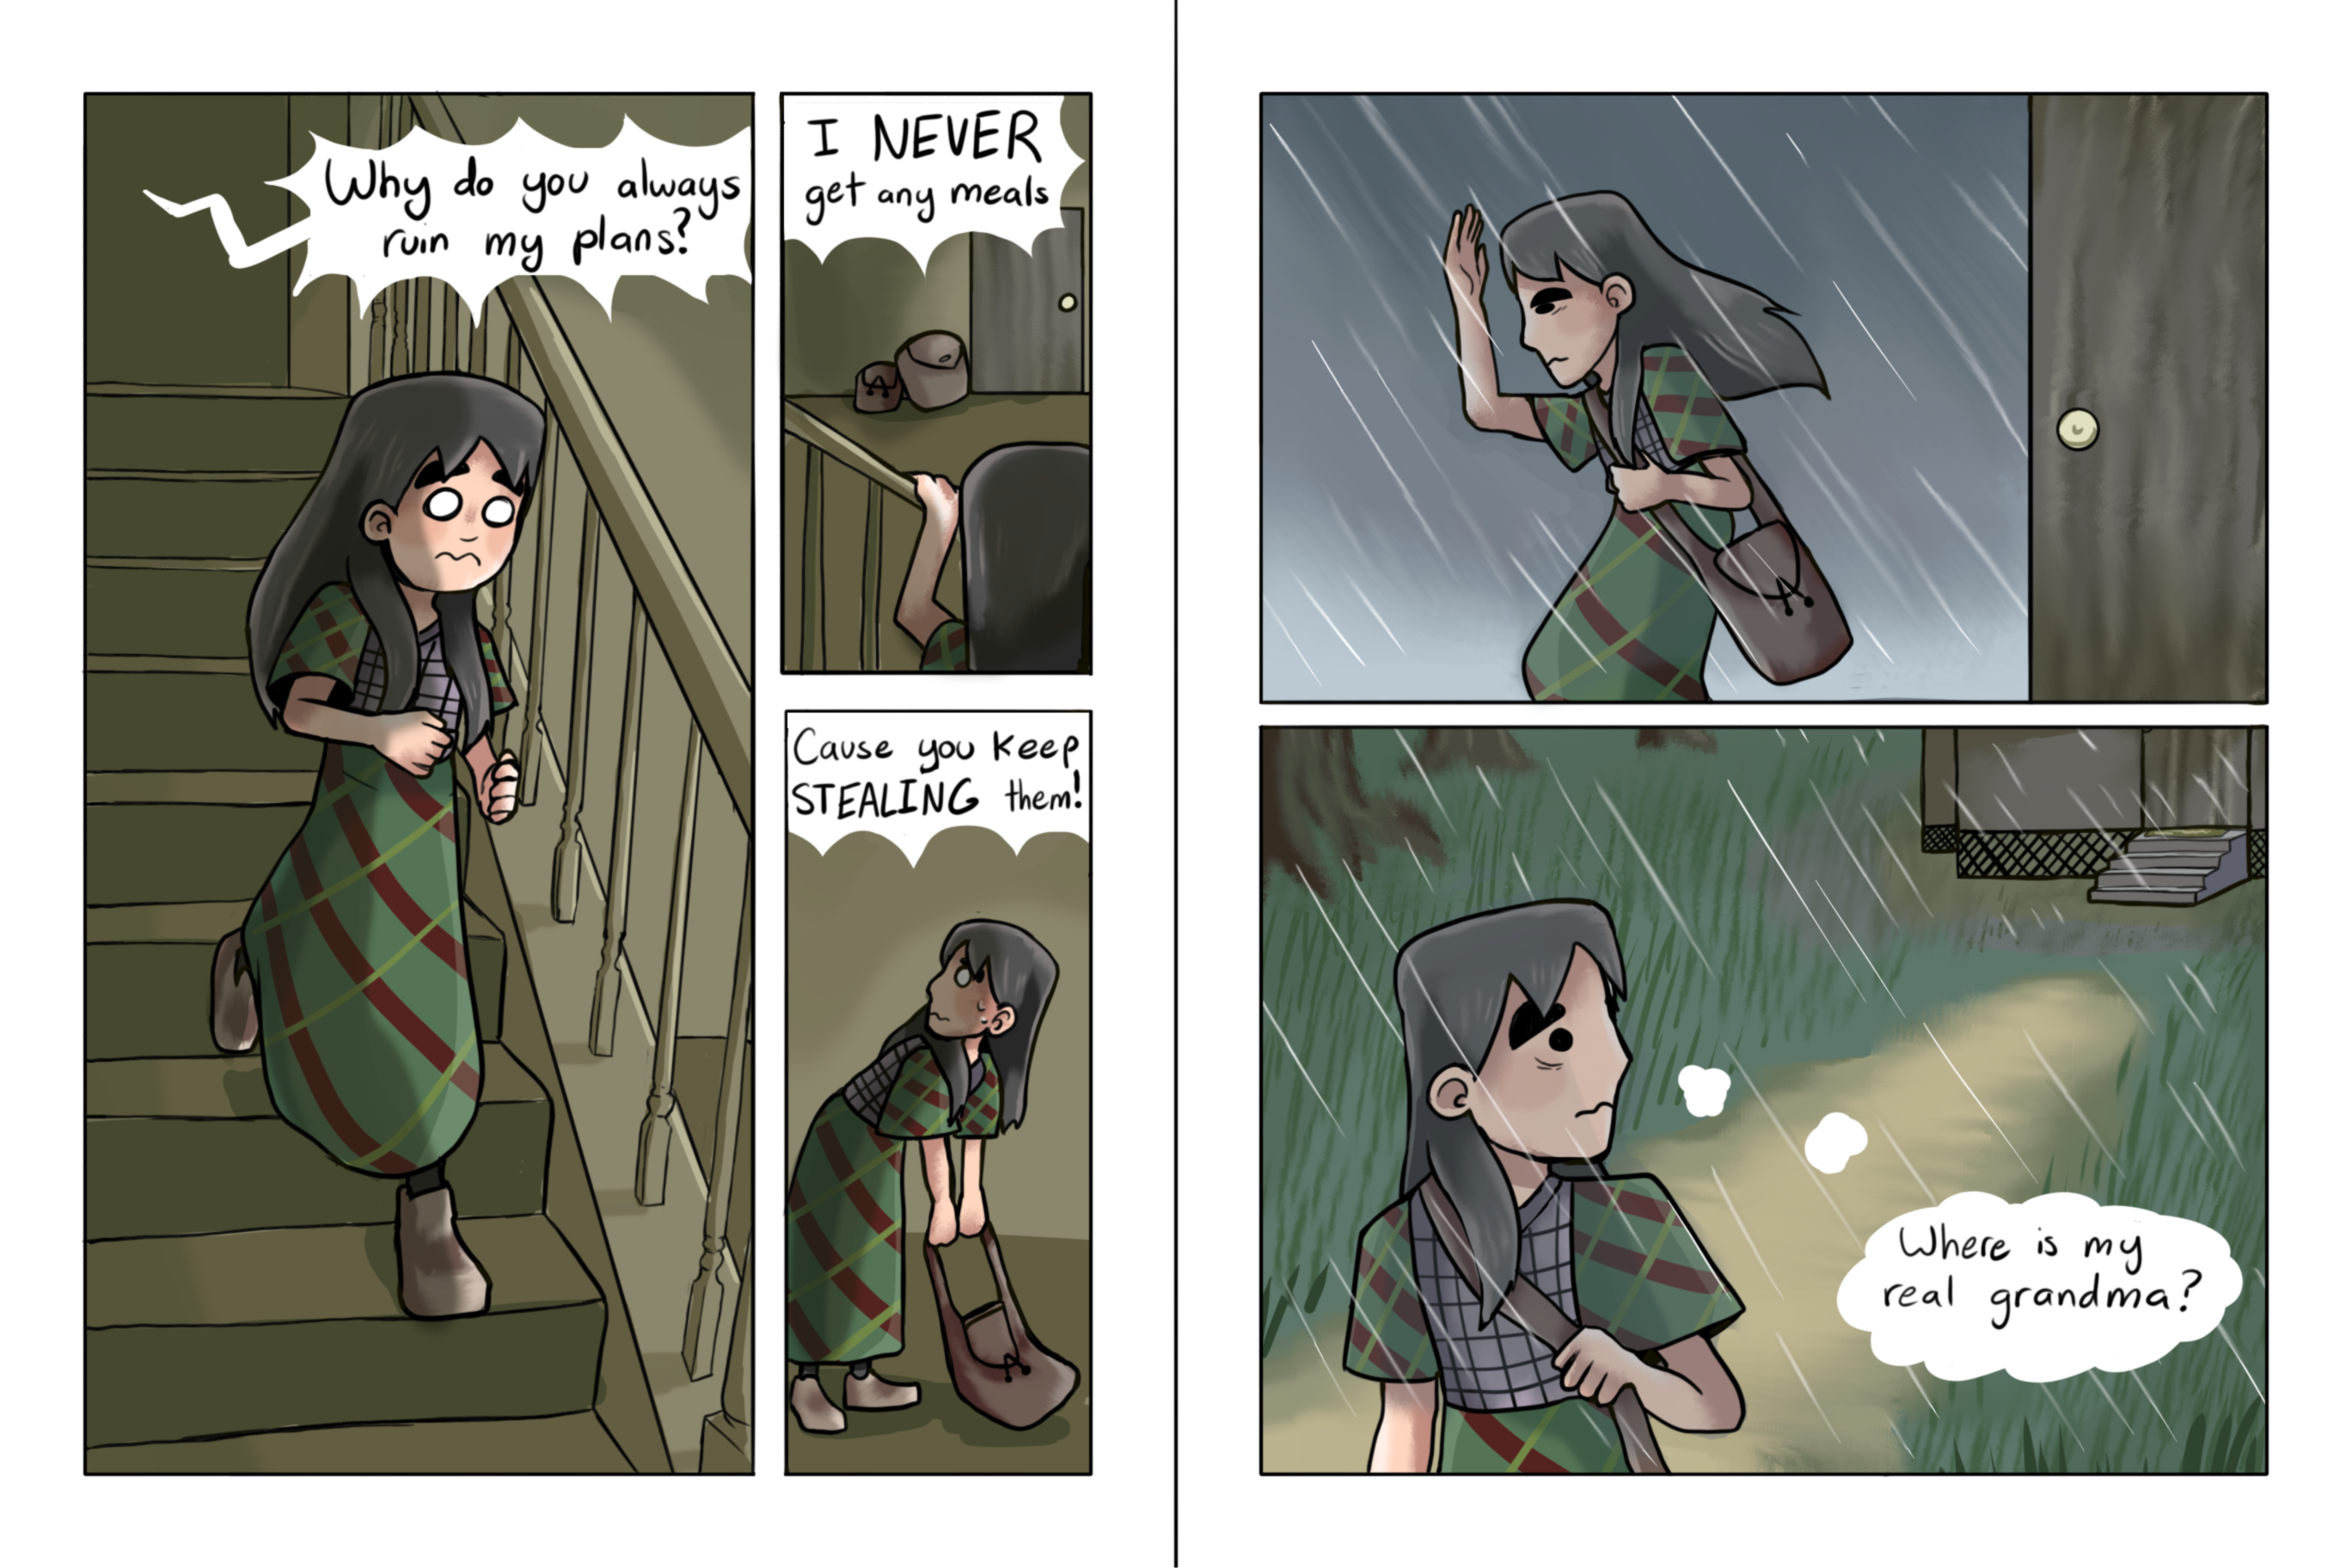 Why do you always
ruin my plans?
I NEVER
get any meals
Cause you keep
STEALING them!
Where is my
real grandma?